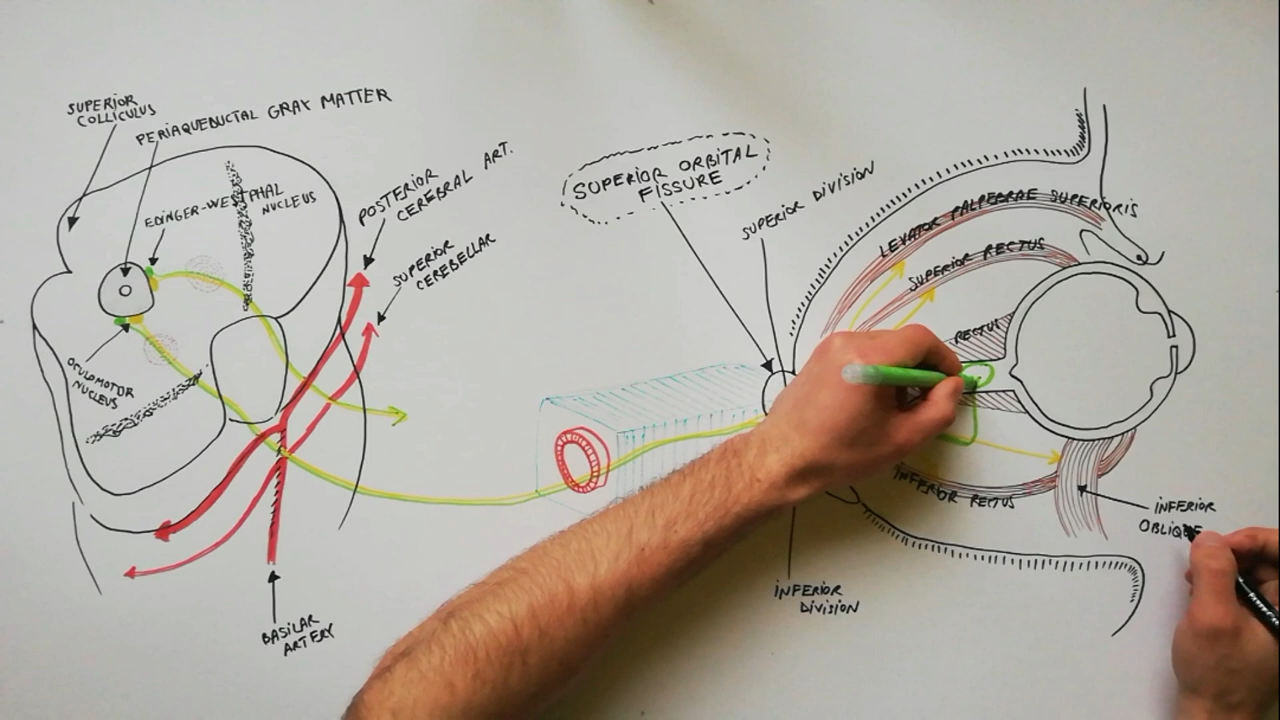 SUPERIOR
COLLICULUS
PERIAQUEDUCTAL GRAY MATTER
EDINGER-WESTPHAL
NUCLEUS
OCULOMOTOR
NUCLEUS
POSTERIOR
CEREBRAL ART.
SUPERIOR
CEREBELLAR
BASILAR
ARTERY
SUPERIOR ORBITAL
FISSURE
SUPERIOR DIVISION
LEVATOR PALPEBRAE SUPERIORIS
SUPERIOR RECTUS
RECTUS
INFERIOR RECTUS
INFERIOR
OBLIQUE
INFERIOR
DIVISION